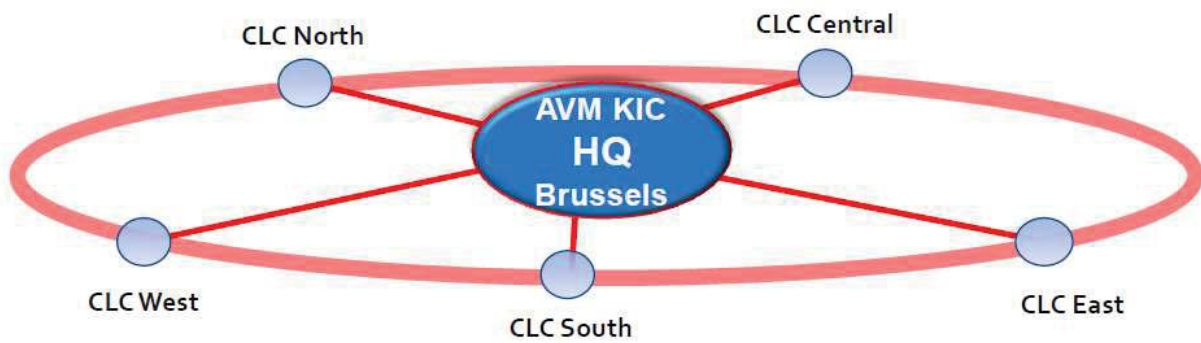 CLC North
CLC Central
AVM KIC
HQ
Brussels
CLC West
CLC South
CLC East